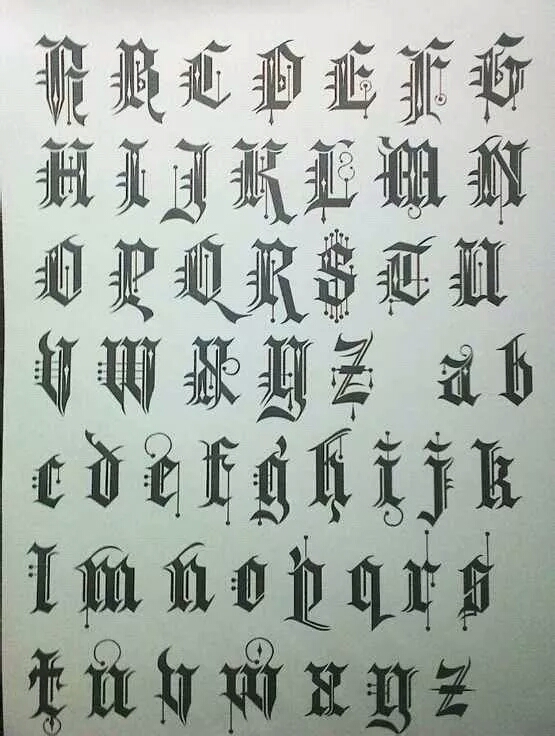 A B C D E F G
H I J K L M N
O P Q R S T U
V W X Y Z a b
c d e f g h i j k
l m n o p q r s
t u v w x y z